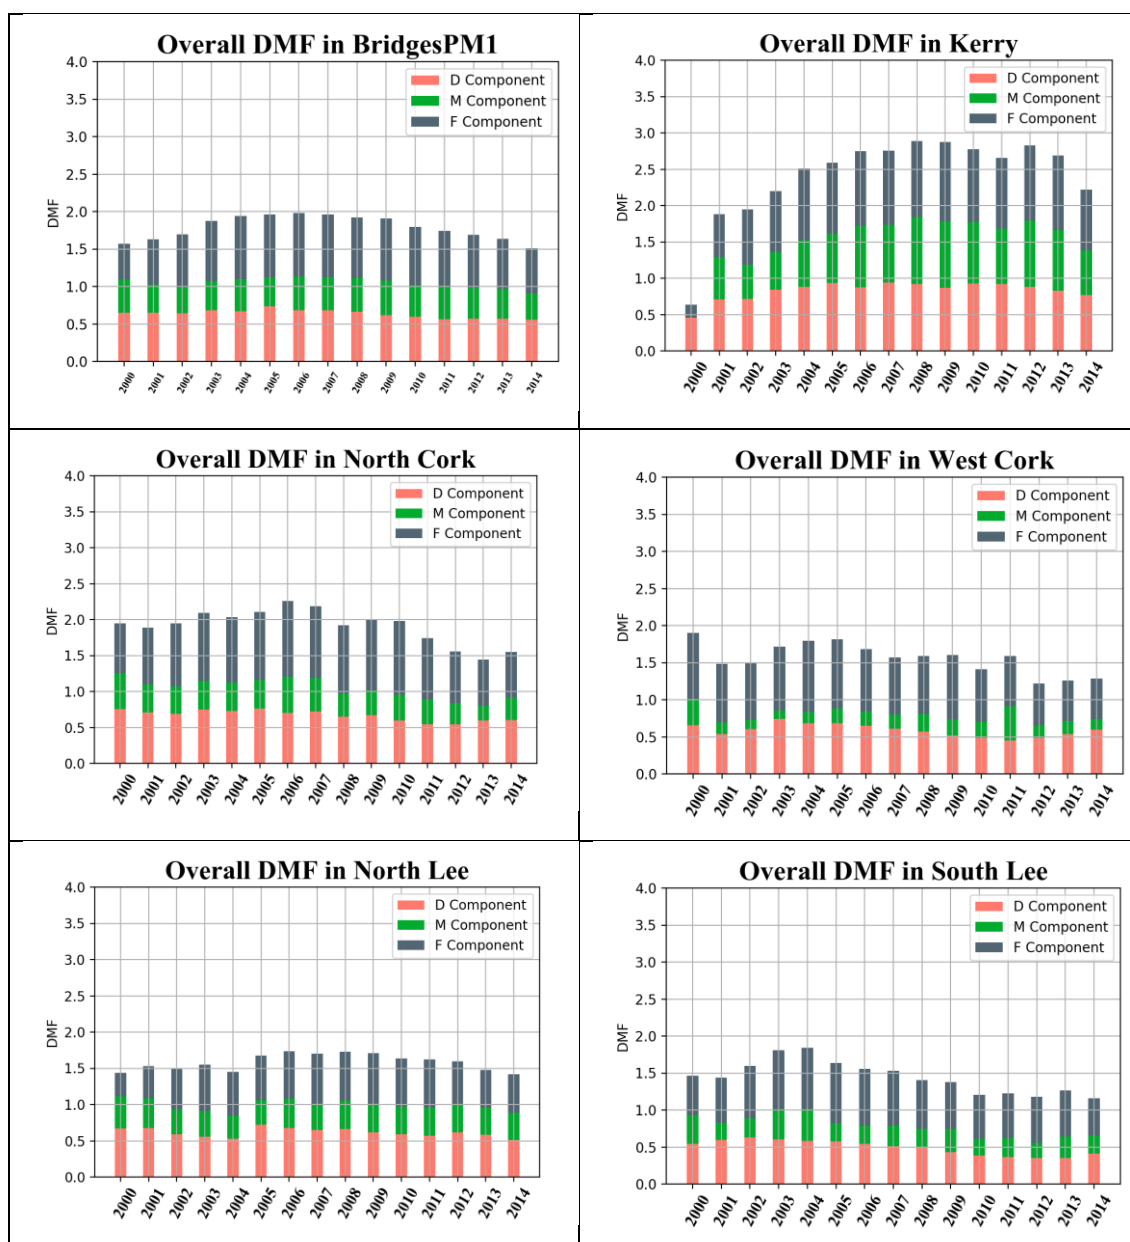 Overall DMF in BridgesPM1
4.0
3.5
3.0
2.5
2.0
1.5
1.0
0.5
0.0
DMF
D Component
M Component
F Component
2000 2001 2002 2003 2004 2005 2006 2007 2008 2009 2010 2011 2012 2013 2014
Overall DMF in Kerry
4.0
3.5
3.0
2.5
2.0
1.5
1.0
0.5
0.0
DMF
D Component
M Component
F Component
2000 2001 2002 2003 2004 2005 2006 2007 2008 2009 2010 2011 2012 2013 2014
Overall DMF in North Cork
4.0
3.5
3.0
2.5
2.0
1.5
1.0
0.5
0.0
DMF
D Component
M Component
F Component
2000 2001 2002 2003 2004 2005 2006 2007 2008 2009 2010 2011 2012 2013 2014
Overall DMF in West Cork
4.0
3.5
3.0
2.5
2.0
1.5
1.0
0.5
0.0
DMF
D Component
M Component
F Component
2000 2001 2002 2003 2004 2005 2006 2007 2008 2009 2010 2011 2012 2013 2014
Overall DMF in North Lee
4.0
3.5
3.0
2.5
2.0
1.5
1.0
0.5
0.0
DMF
D Component
M Component
F Component
2000 2001 2002 2003 2004 2005 2006 2007 2008 2009 2010 2011 2012 2013 2014
Overall DMF in South Lee
4.0
3.5
3.0
2.5
2.0
1.5
1.0
0.5
0.0
DMF
D Component
M Component
F Component
2000 2001 2002 2003 2004 2005 2006 2007 2008 2009 2010 2011 2012 2013 2014